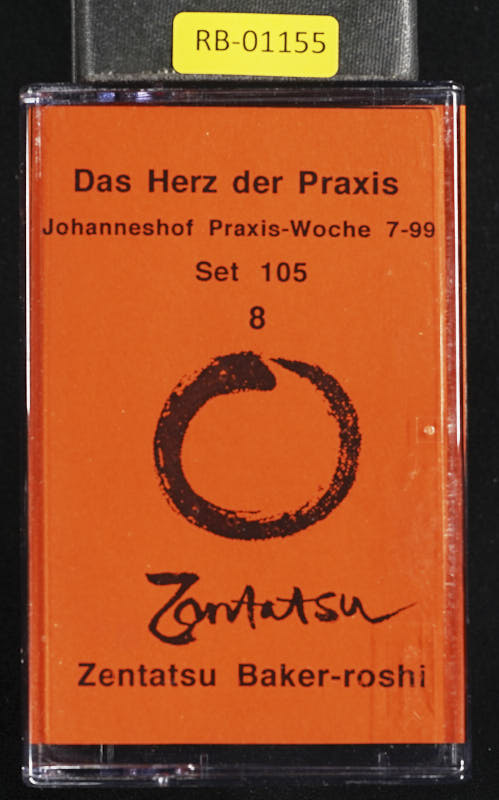 RB-01155
Das Herz der Praxis
Johanneshof Praxis-Woche 7-99
Set 105
8
Zentatsu
Zentatsu Baker-roshi